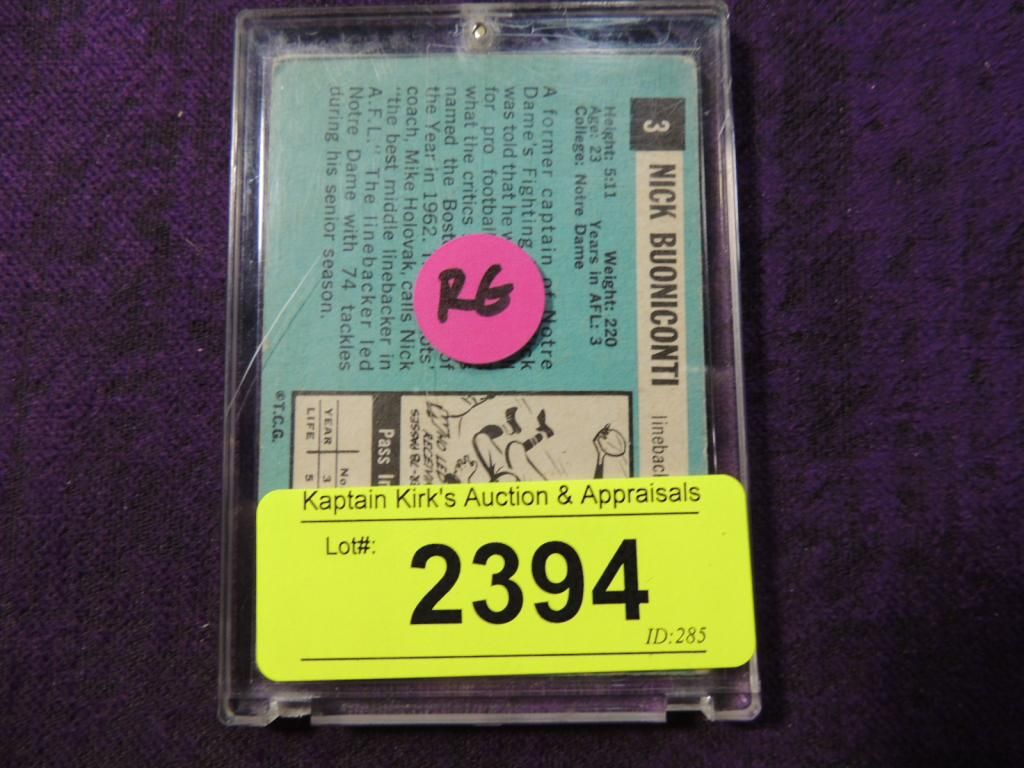 3 NICK BUONICONTI
Height: 5:11 Weight: 220
Age: 23 Years in AFL: 3
College: Notre Dame
A former captain of Notre
Dame's Fighting
was told that he
for pro football
what the critics
named the of
the Year in 1962.
coach, Mike Holovak, calls Nick
"the best middle linebacker in
A.F.L." The linebacker led
Notre Dame with 74 tackles
during his senior season.
©T.C.G.
Pass
YEAR No.
LIFE 5
RG
Kaptain Kirk's Auction & Appraisals
Lot#: 2394
ID:285